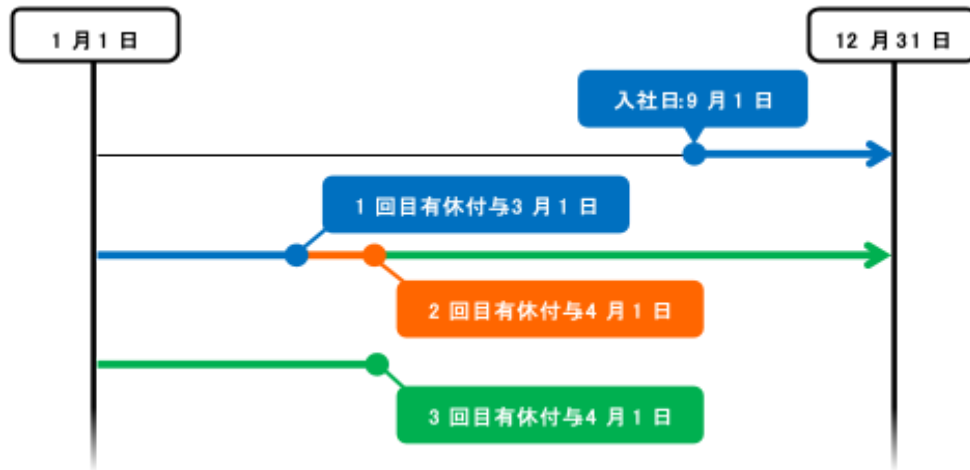 1 月 1 日
12 月 31 日
入社日:9 月 1 日
1 回目有休付与3 月 1 日
2 回目有休付与4 月 1 日
3 回目有休付与4 月 1 日